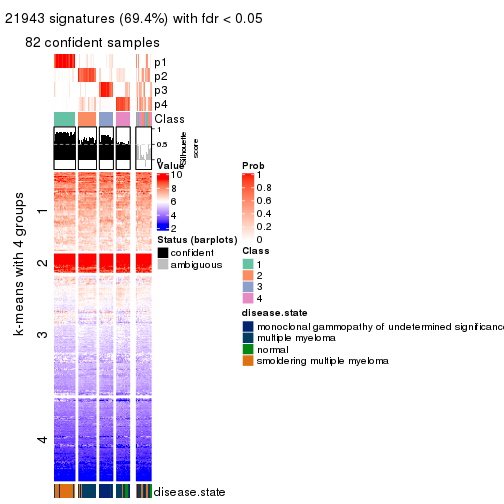 21943 signatures (69.4%) with fdr < 0.05
82 confident samples
p1
p2
p3
p4
Class
1
0.5
0
Silhouette
score
k-means with 4 groups
1
2
3
4
disease.state
Value
10
8
6
4
2
Status (barplots)
confident
ambiguous
Prob
1
0.8
0.6
0.4
0.2
0
Class
1
2
3
4
disease.state
monoclonal gammopathy of undetermined significance
multiple myeloma
normal
smoldering multiple myeloma